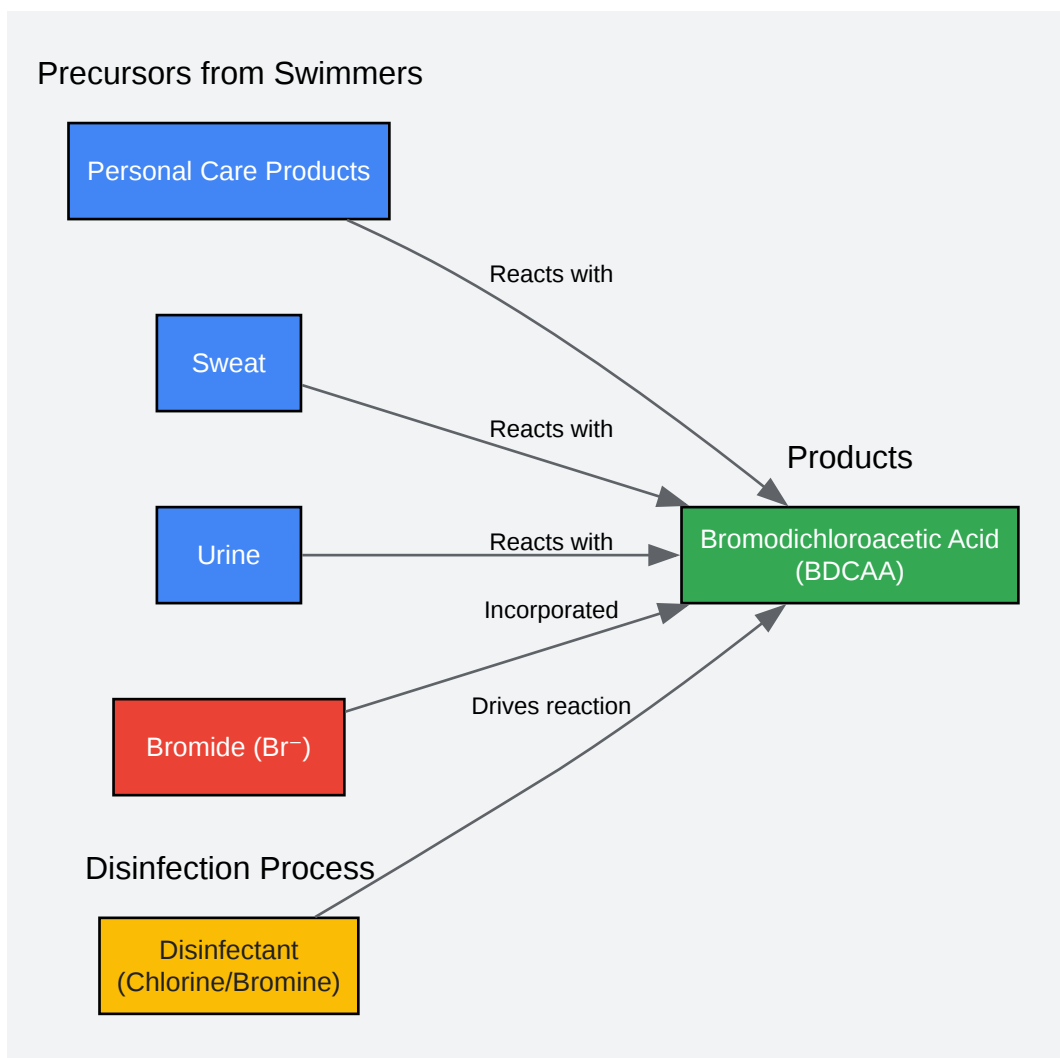 Precursors from Swimmers
Personal Care Products
Reacts with
Sweat
Reacts with
Products
Urine
Reacts with
Bromodichloroacetic Acid
(BDCAA)
Incorporated
Bromide (Br⁻)
Drives reaction
Disinfection Process
Disinfectant
(Chlorine/Bromine)